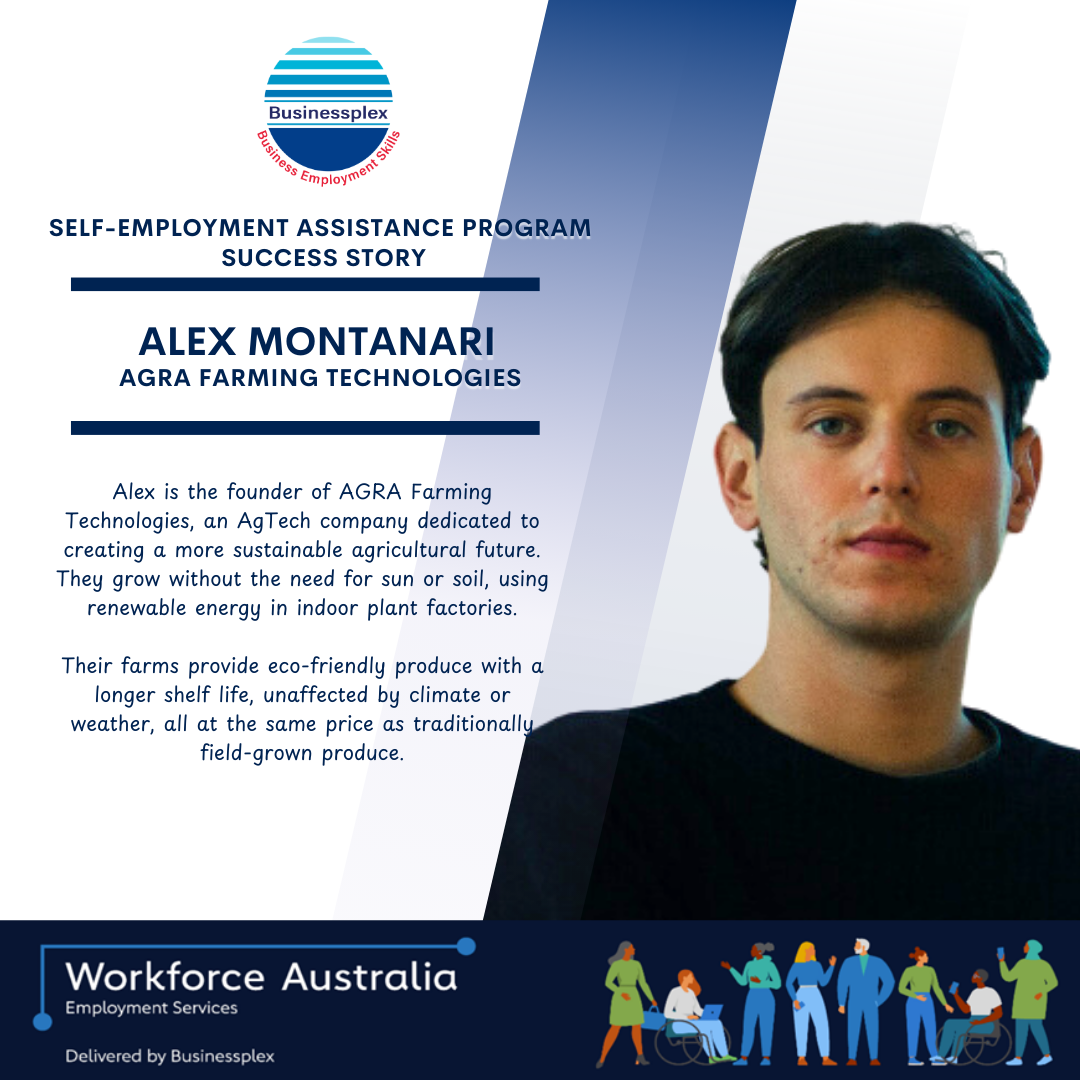 Businessplex
Business Employment Skills
SELF-EMPLOYMENT ASSISTANCE PROGRAM
SUCCESS STORY
ALEX MONTANARI
AGRA FARMING TECHNOLOGIES
Alex is the founder of AGRA Farming
Technologies, an AgTech company dedicated to
creating a more sustainable agricultural future.
They grow without the need for sun or soil, using
renewable energy in indoor plant factories.
Their farms provide eco-friendly produce with a
longer shelf life, unaffected by climate or
weather, all at the same price as traditionally
field-grown produce.
Workforce Australia
Employment Services
Delivered by Businessplex